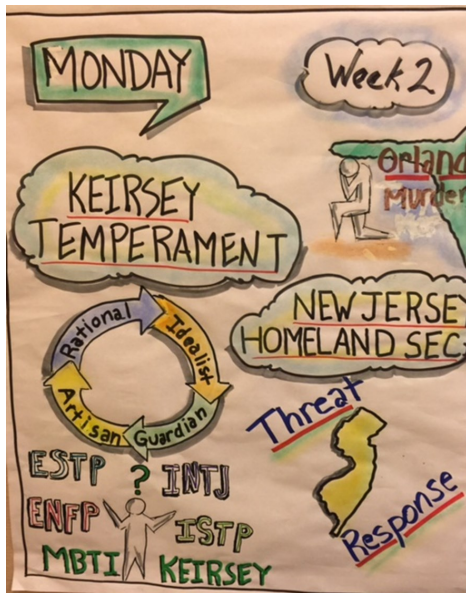 MONDAY
Week 2
Orland
Murder
KEIRSEY
TEMPERAMENT
NEW JERSEY
HOMELAND SEC
Rational
Idealist
Guardian
Artisan
Threat
Response
ESTP
?
INTJ
ENFP
ISTP
MBTI
KEIRSEY